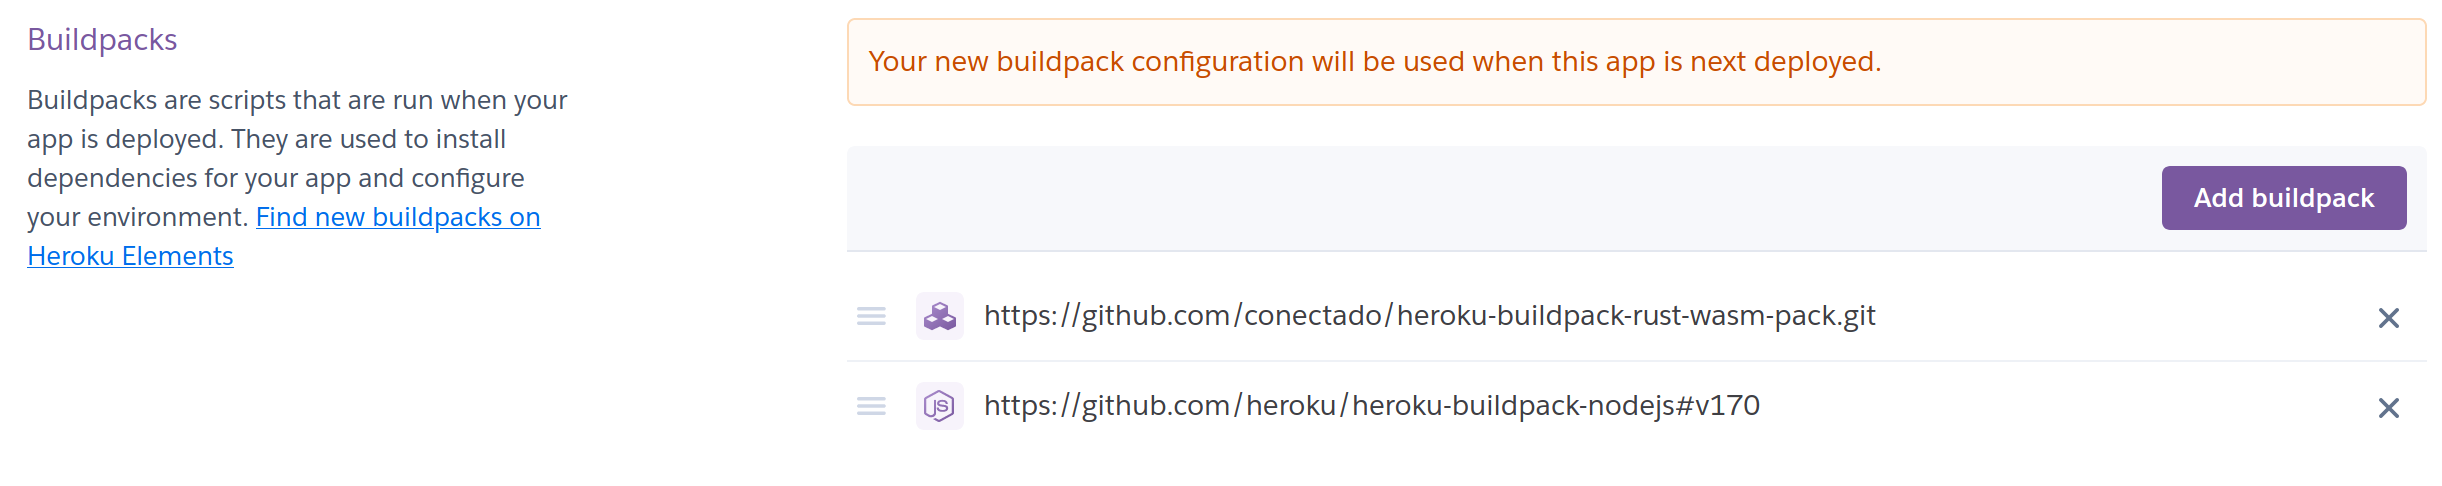 Buildpacks
Buildpacks are scripts that are run when your
app is deployed. They are used to install
dependencies for your app and configure
your environment. Find new buildpacks on
Heroku Elements
Your new buildpack configuration will be used when this app is next deployed.
Add buildpack
https://github.com/conectado/heroku-buildpack-rust-wasm-pack.git
JS
https://github.com/heroku/heroku-buildpack-nodejs#v170